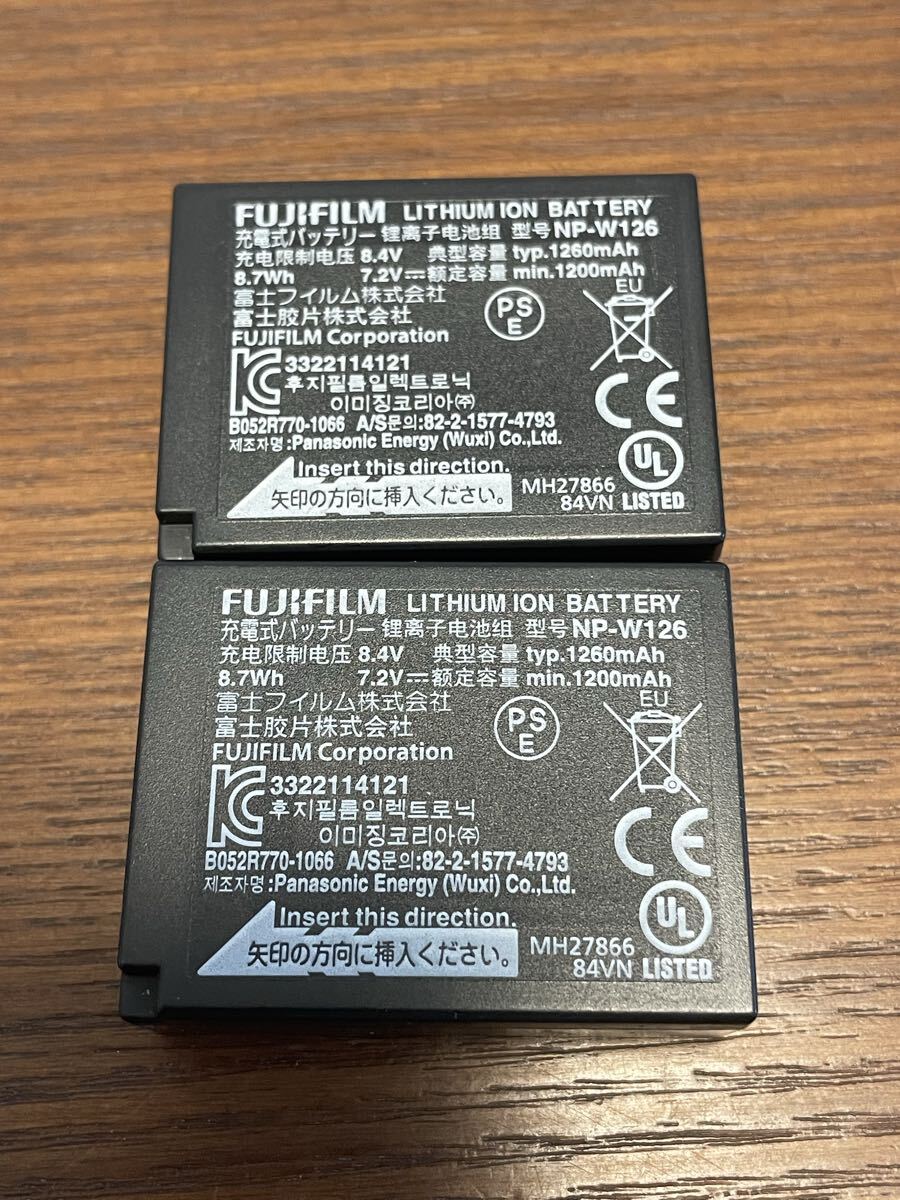 FUJIFILM LITHIUM ION BATTERY
充電式バッテリー 锂离子电池组 型号 NP-W126
充电限制电压 8.4V 典型容量 typ.1260mAh
8.7Wh 7.2V⎓额定容量 min.1200mAh
富士フイルム株式会社
富士胶片株式会社
FUJIFILM Corporation
PSE
EU
3322114121
후지필름일렉트로닉
이미징코리아㈜
B052R770-1066 A/S문의:82-2-1577-4793
제조자명:Panasonic Energy (Wuxi) Co.,Ltd.
CE
UL
Insert this direction.
矢印の方向に挿入ください。
MH27866
84VN LISTED
FUJIFILM LITHIUM ION BATTERY
充電式バッテリー 锂离子电池组 型号 NP-W126
充电限制电压 8.4V 典型容量 typ.1260mAh
8.7Wh 7.2V⎓额定容量 min.1200mAh
富士フイルム株式会社
富士胶片株式会社
FUJIFILM Corporation
PSE
EU
3322114121
후지필름일렉트로닉
이미징코리아㈜
B052R770-1066 A/S문의:82-2-1577-4793
제조자명:Panasonic Energy (Wuxi) Co.,Ltd.
CE
UL
Insert this direction.
矢印の方向に挿入ください。
MH27866
84VN LISTED